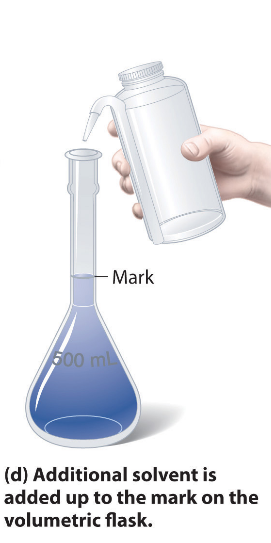 Mark
500 mL
(d) Additional solvent is
added up to the mark on the
volumetric flask.